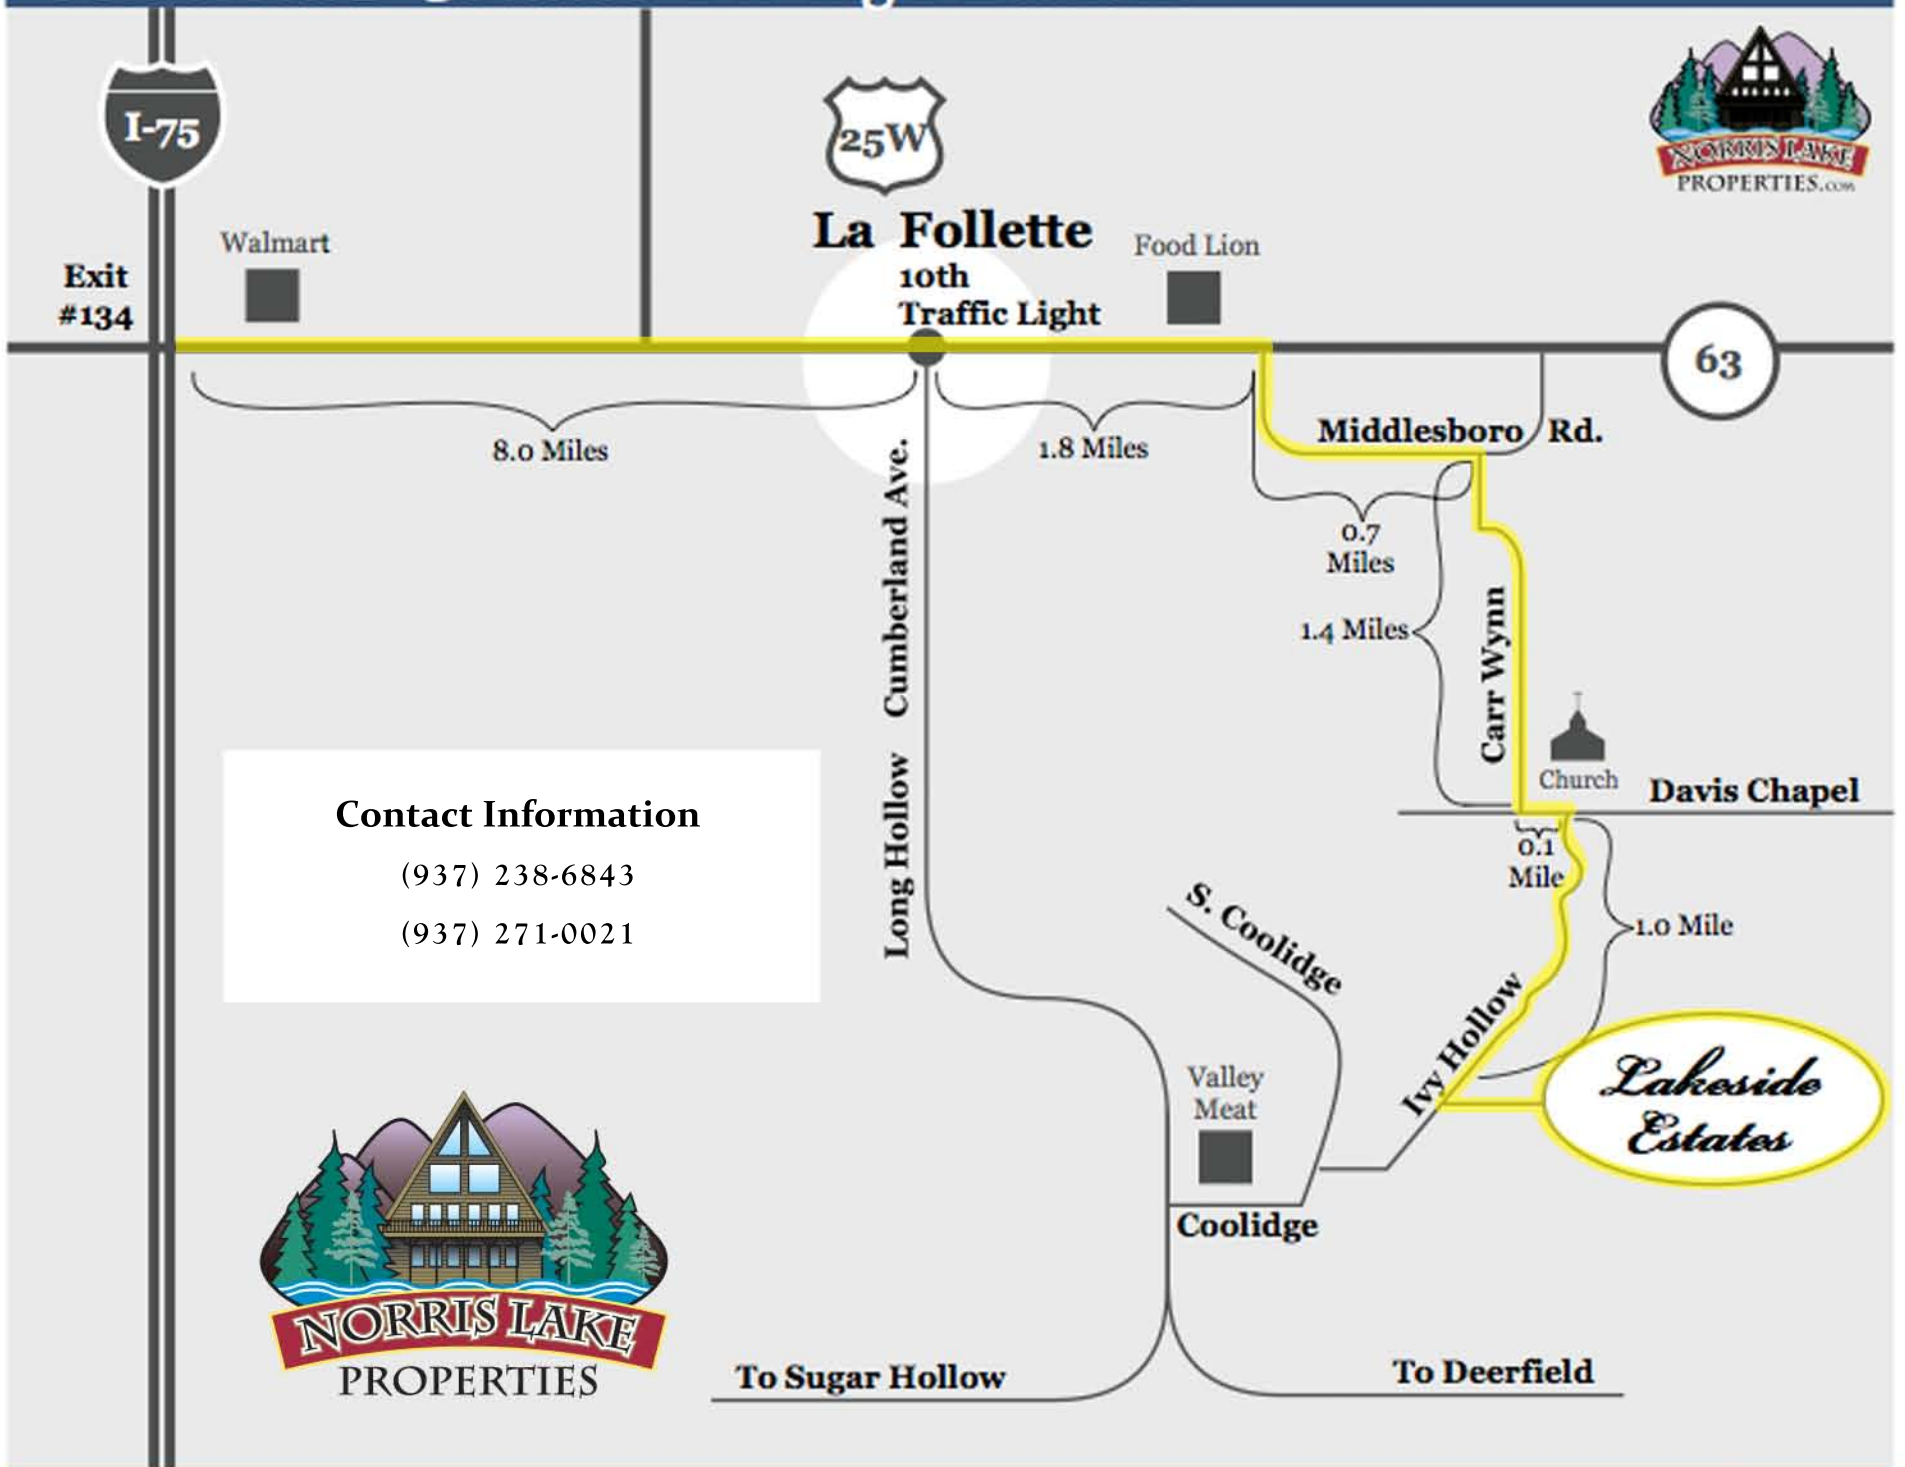 I-75
25W
NORRIS LAKE
PROPERTIES.COM
La Follette
10th
Traffic Light
Walmart
Food Lion
Exit
#134
63
8.0 Miles
1.8 Miles
Middlesboro Rd.
0.7
Miles
1.4 Miles
Carr Wynn
Church
Davis Chapel
0.1
Mile
1.0 Mile
Long Hollow Cumberland Ave.
Contact Information
(937) 238-6843
(937) 271-0021
S. Coolidge
Ivy Hollow
Lakeside
Estates
Valley
Meat
Coolidge
NORRIS LAKE
PROPERTIES
To Sugar Hollow
To Deerfield